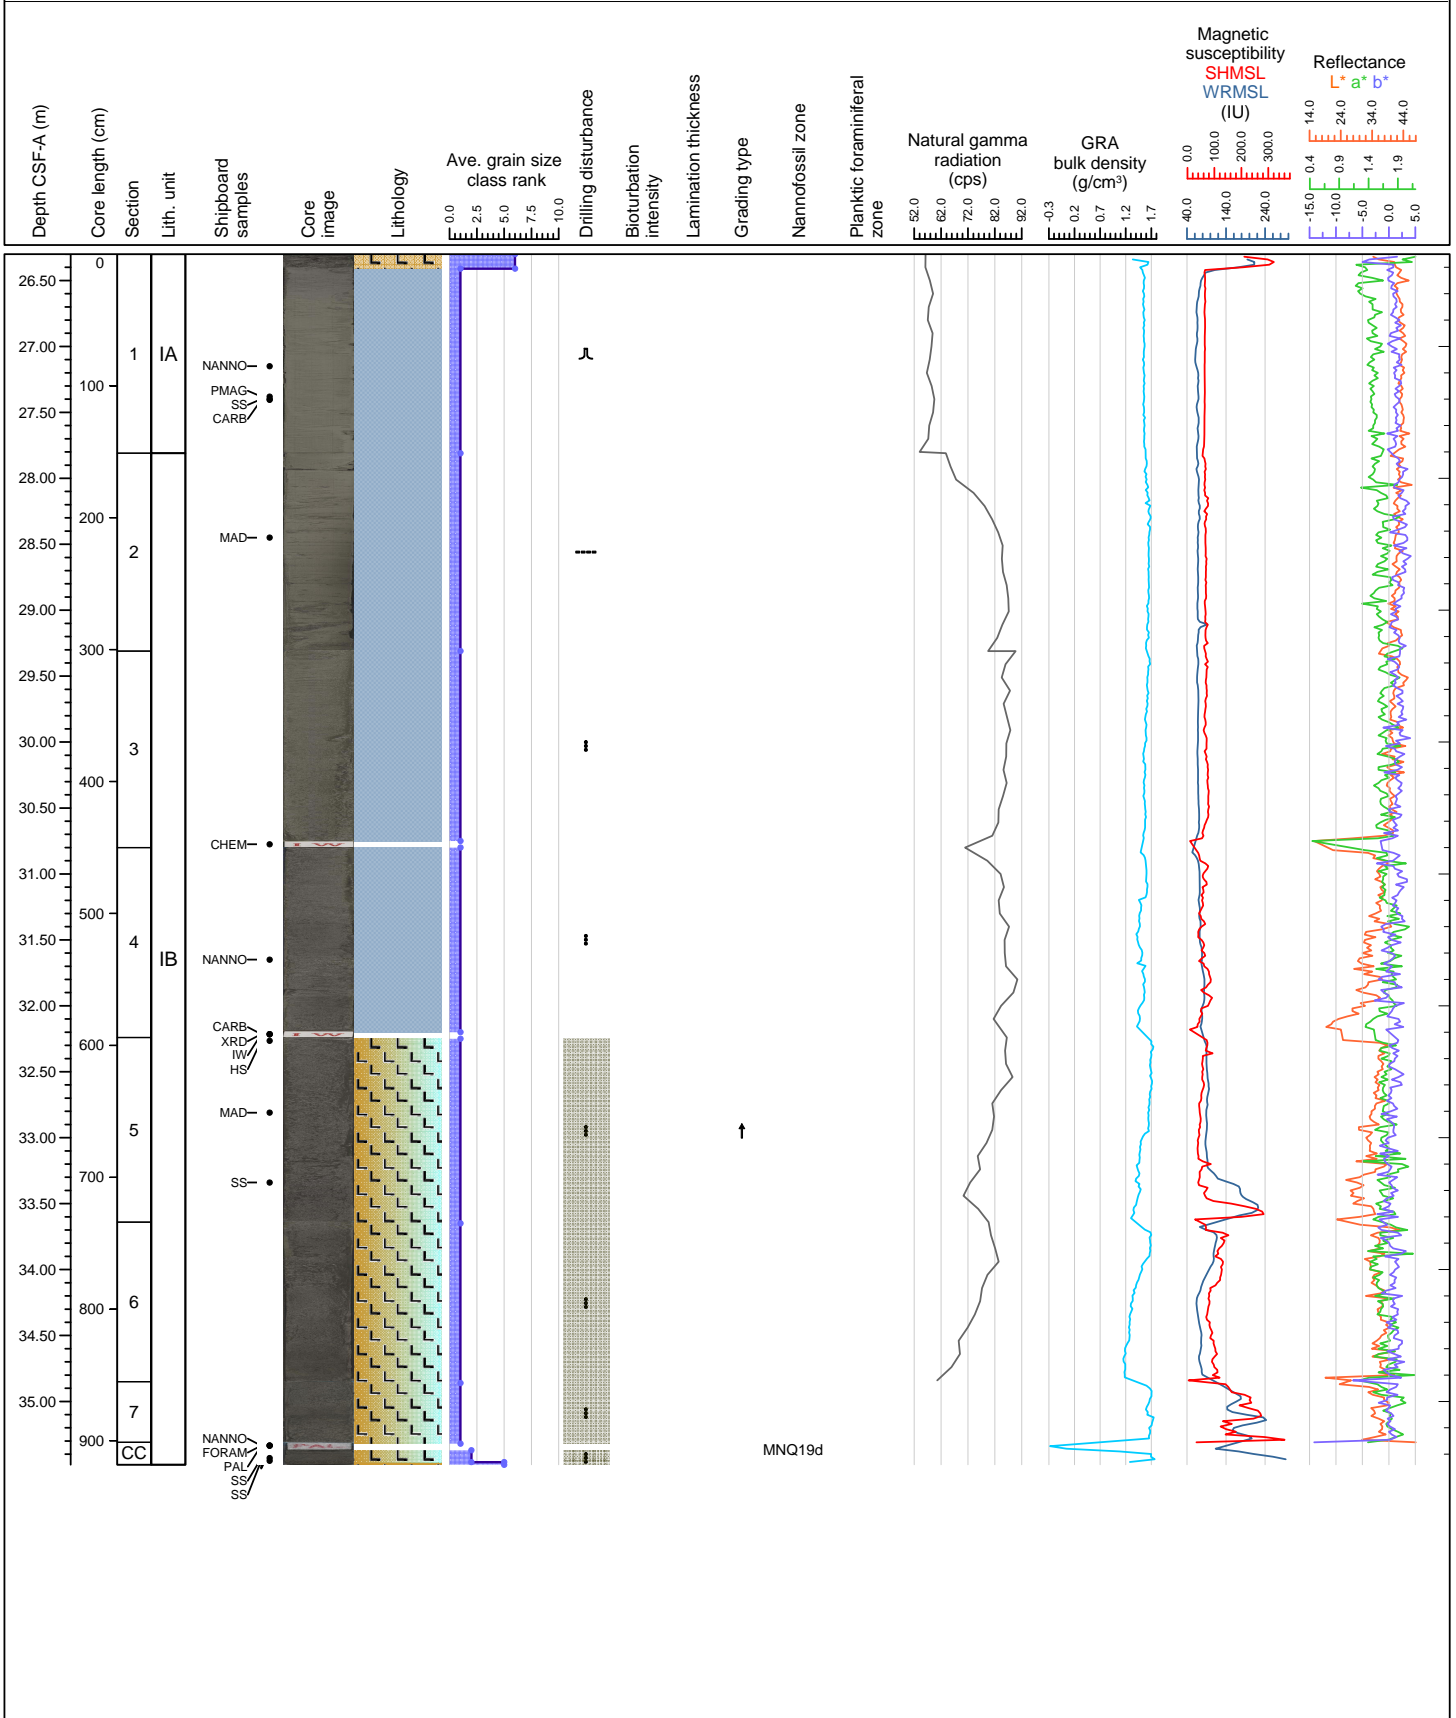 Depth CSF-A (m)
Core length (cm)
Section
Lith. unit
Shipboard
samples
Core
image
Lithology
Ave. grain size
class rank
0.0 2.5 5.0 7.5 10.0
Drilling disturbance
Bioturbation
intensity
Lamination thickness
Grading type
Nannofossil zone
Planktic foraminiferal
zone
Natural gamma
radiation
(cps)
52.0 62.0 72.0 82.0 92.0
GRA
bulk density
(g/cm³)
-0.3 0.2 0.7 1.2 1.7
Magnetic
susceptibility
SHMSL
WRMSL
(IU)
0.0 100.0 200.0 300.0
40.0 140.0 240.0
Reflectance
L* a* b*
14.0 24.0 34.0 44.0
0.4 0.9 1.4 1.9
-15.0 -10.0 -5.0 0.0 5.0
0
26.50
27.00
1 IA
NANNO
100
PMAG
SS
27.50
CARB
28.00
200
MAD
28.50
2
29.00
300
29.50
30.00
3
400
30.50
CHEM
I W
31.00
500
31.50
4
IB
NANNO
32.00
CARB
I W
XRD
600
IW
HS
32.50
MAD
33.00
5
700
SS
33.50
34.00
6
800
34.50
35.00
7
NANNO
900
PAL
CC
FORAM
MNQ19d
PAL
SS
SS